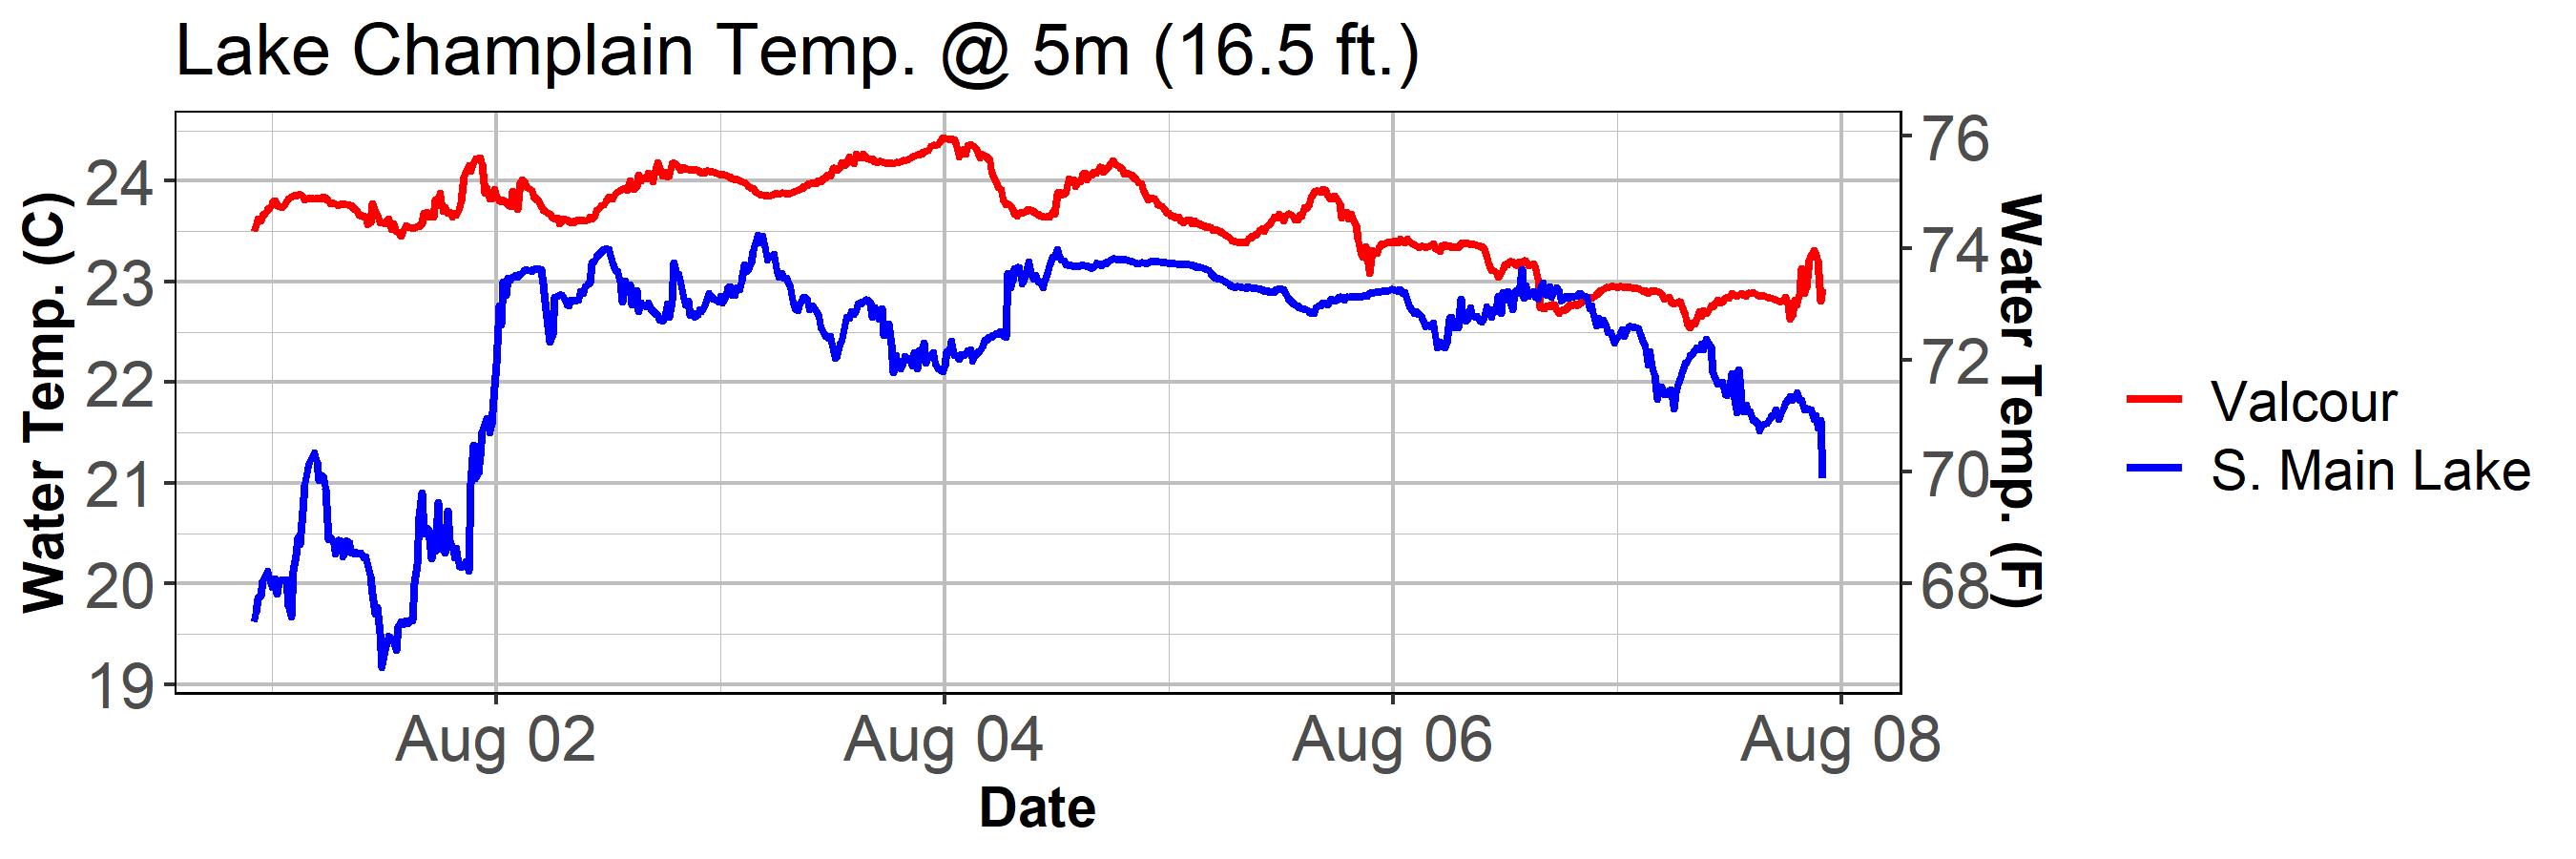 Lake Champlain Temp. @ 5m (16.5 ft.)
Water Temp. (C)
24
23
22
21
20
19
76
74
72
70
68
Water Temp. (F)
Aug 02
Aug 04
Aug 06
Aug 08
Date
Valcour
S. Main Lake